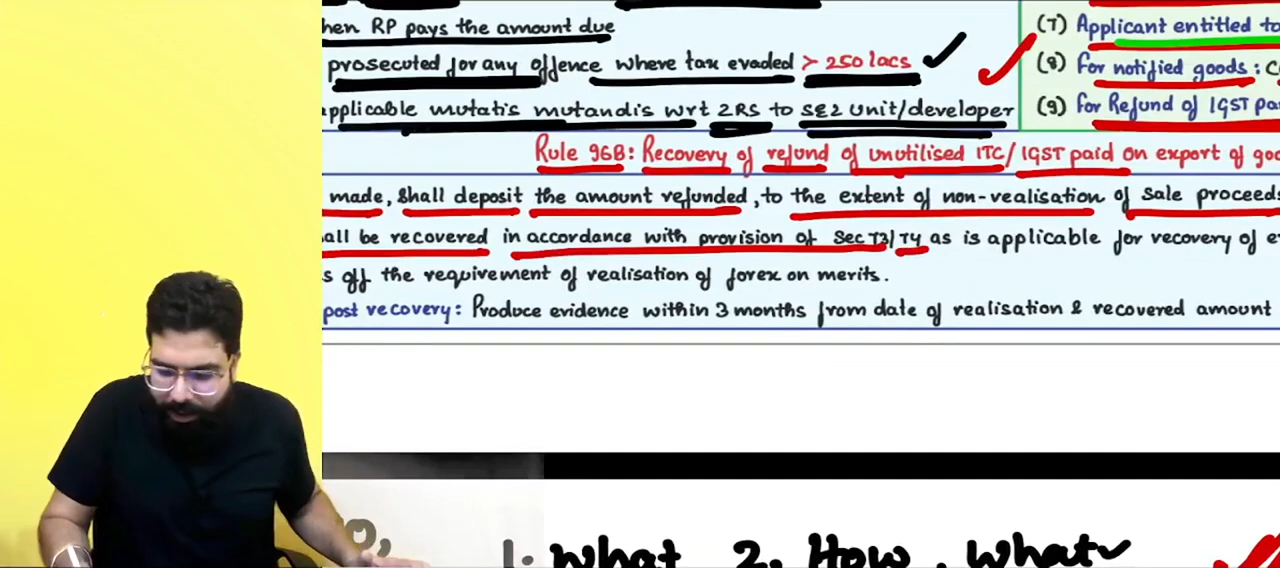 hen RP pays the amount due
prosecuted for any offence where tax evaded > 250 lacs
applicable mutatis mutandis wrt ZRS to SEZ unit/developer
(7) Applicant entitled to
(8) For notified goods :
(9) For Refund of IGST pa
Rule 96B: Recovery of refund of unutilised ITC/IGST paid on export of goo
made, shall deposit the amount refunded, to the extent of non-realisation of sale proceeds
all be recovered in accordance with provision of Sec 73/74 as is applicable for recovery of e
s off the requirement of realisation of forex on merits.
post recovery: Produce evidence within 3 months from date of realisation & recovered amount
1. What 2. How . What